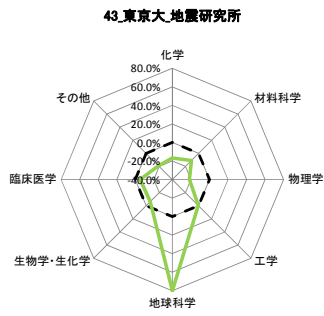 43_東京大_地震研究所
化学
80.0%
60.0%
40.0%
20.0%
0.0%
-20.0%
-40.0%
その他
材料科学
臨床医学
物理学
生物学・生化学
工学
地球科学